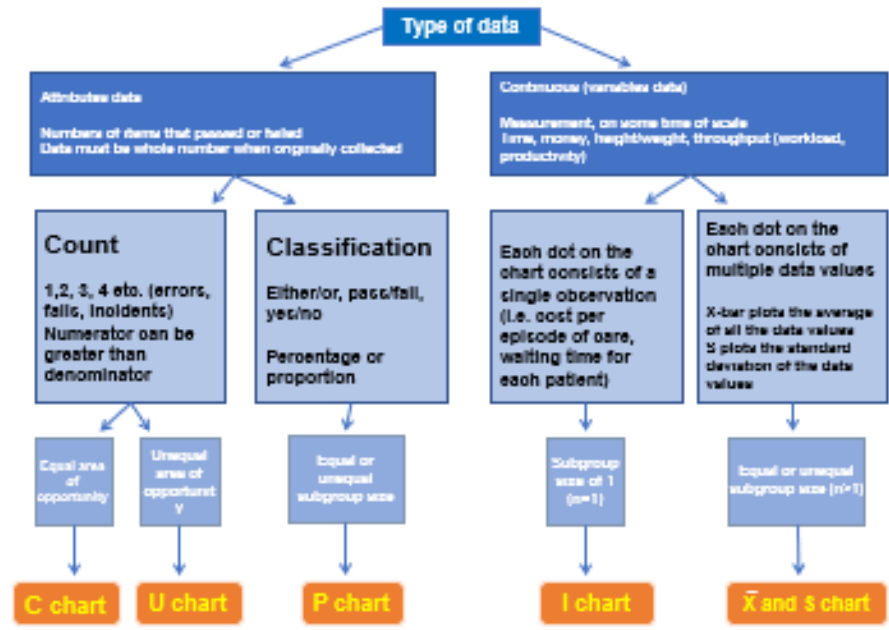 Type of data
Attributes data
Numbers of items that passed or failed
Data must be whole number when originally collected
Continuous (variables data)
Measurement, on some time of scale
Time, money, height/weight, throughput (workload,
productivity)
Count
1,2, 3, 4 etc. (errors,
falls, incidents)
Numerator can be
greater than
denominator
Classification
Either/or, pass/fail,
yes/no
Percentage or
proportion
Each dot on the
chart consists of a
single observation
(i.e. cost per
episode of care,
waiting time for
each patient)
Each dot on the
chart consists of
multiple data values
X-bar plots the average
of all the data values
S plots the standard
deviation of the data
values
Equal area
of
opportunity
Unequal
area of
opportunit
y
Equal or
unequal
subgroup size
Subgroup
size of 1
(n=1)
Equal or unequal
subgroup size (n>1)
C chart
U chart
P chart
I chart
X̄ and S chart